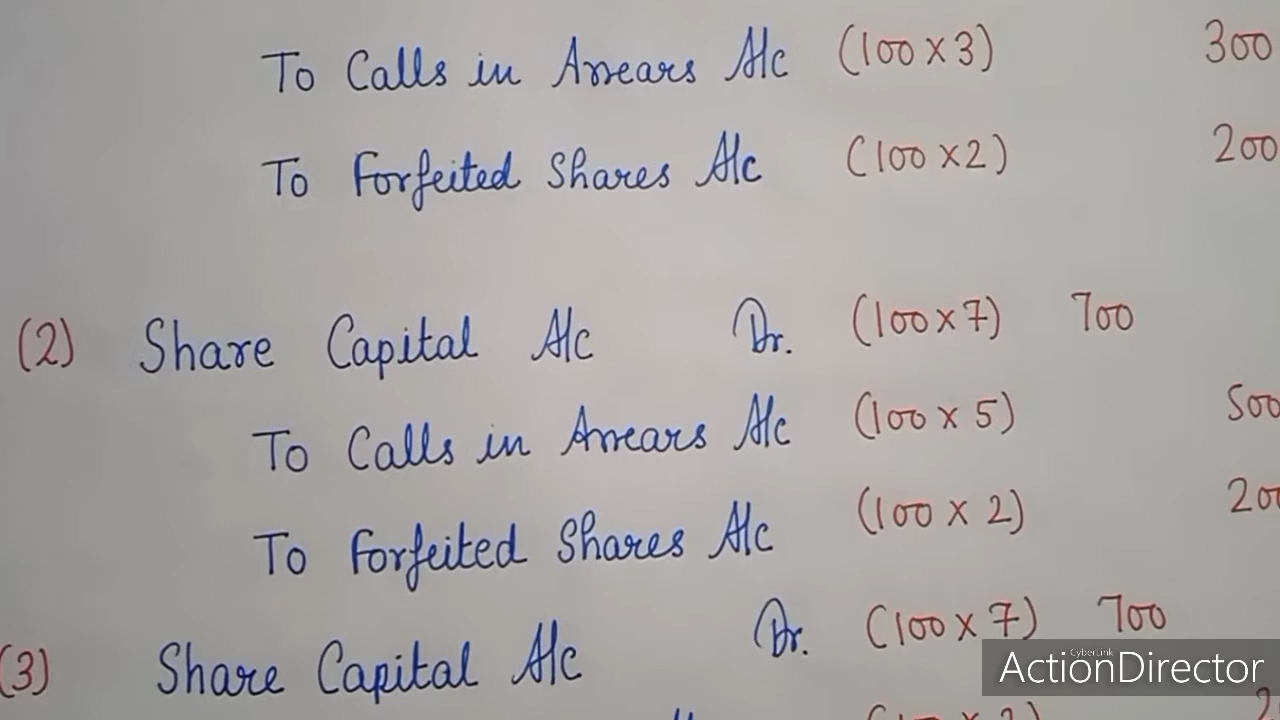 To Calls in Arrears A/c (100 x 3) 300
To Forfeited Shares A/c (100 x 2) 200
(2) Share Capital A/c Dr. (100 x 7) 700
To Calls in Arrears A/c (100 x 5) 500
To Forfeited Shares A/c (100 x 2) 200
(3) Share Capital A/c Dr. (100 x 7) 700
CyberLink
ActionDirector